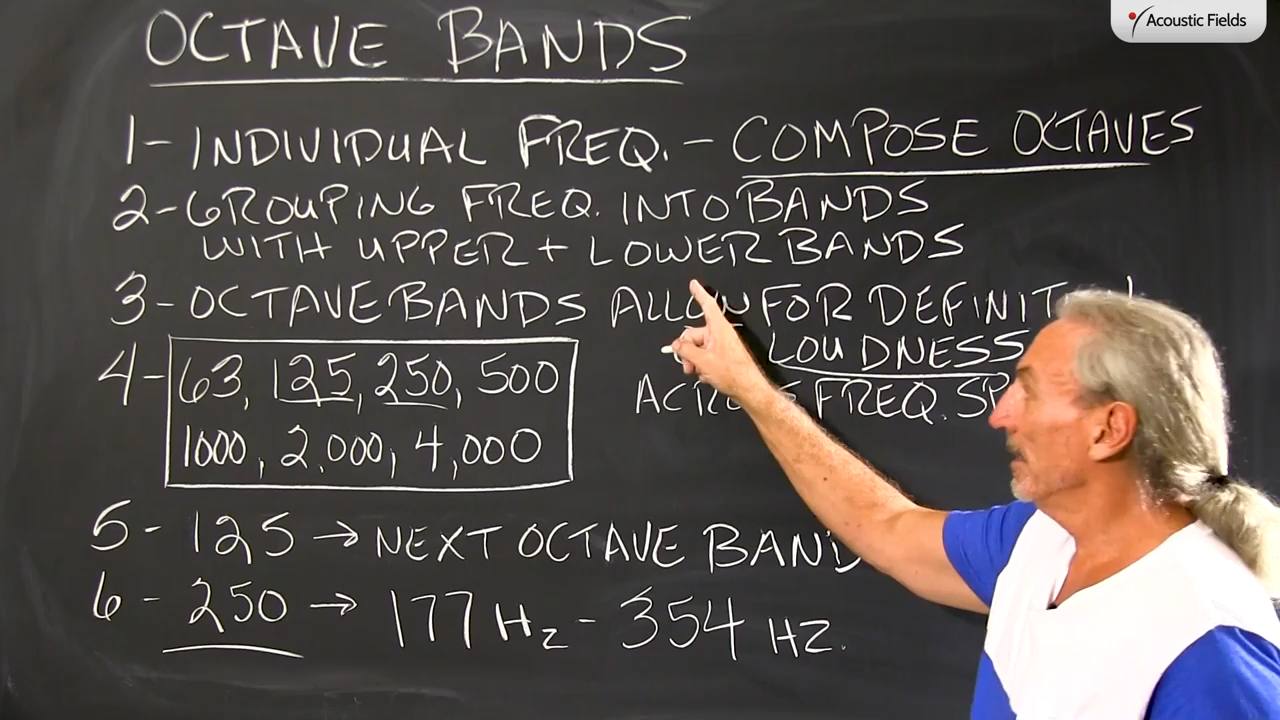 Acoustic Fields
OCTAVE BANDS
1- INDIVIDUAL FREQ. - COMPOSE OCTAVES
2- GROUPING FREQ. INTO BANDS
WITH UPPER + LOWER BANDS
3- OCTAVE BANDS ALLOW FOR
LOUDNESS
FREQ.
4- 63, 125, 250, 500
1000, 2,000, 4,000
5- 125 → NEXT OCTAVE BAND
6- 250 → 177 Hz - 354 HZ.